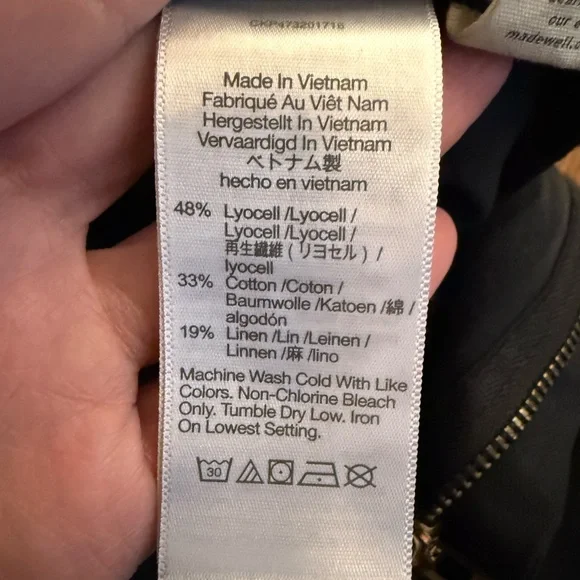 CKP473201716
our
madewell.
Made In Vietnam
Fabriqué Au Viêt Nam
Hergestellt In Vietnam
Vervaardigd In Vietnam
ベトナム製
hecho en vietnam
48% Lyocell /Lyocell /
Lyocell /Lyocell /
再生繊維 ( リヨセル ) /
lyocell
33% Cotton /Coton /
Baumwolle /Katoen /綿 /
algodón
19% Linen /Lin /Leinen /
Linnen /麻 /lino
Machine Wash Cold With Like
Colors. Non-Chlorine Bleach
Only. Tumble Dry Low. Iron
On Lowest Setting.
30